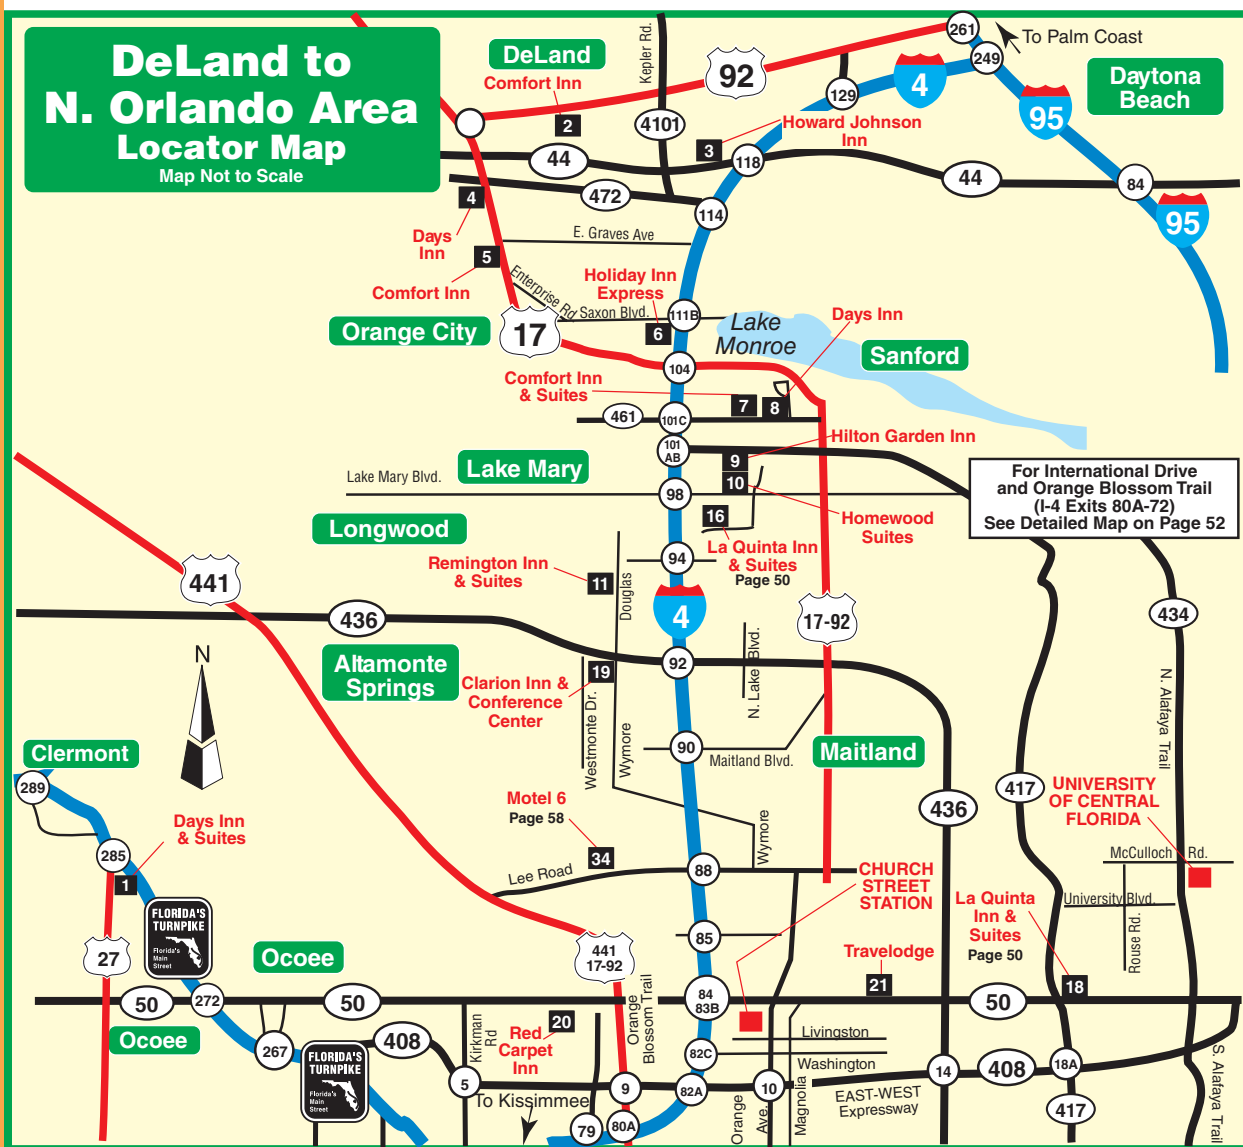 DeLand to
N. Orlando Area
Locator Map
Map Not to Scale
DeLand
Comfort Inn
2
Kepler Rd.
4101
92
261
To Palm Coast
249
4
95
Daytona
Beach
129
Howard Johnson
Inn
3
118
44
44
84
95
472
114
4
Days
Inn
E. Graves Ave
5
Comfort Inn
Enterprise Rd
Holiday Inn
Express
Saxon Blvd.
111B
6
Orange City
17
Lake
Monroe
Days Inn
Sanford
104
Comfort Inn
& Suites
7
8
461
101C
101
AB
Hilton Garden Inn
9
10
Lake Mary
Lake Mary Blvd.
98
For International Drive
and Orange Blossom Trail
(I-4 Exits 80A-72)
See Detailed Map on Page 52
Homewood
Suites
16
Longwood
La Quinta Inn
& Suites
Page 50
94
Remington Inn
& Suites
11
Douglas
441
4
17-92
434
436
N
Altamonte
Springs
92
N. Lake Blvd.
N. Alafaya Trail
19
Clarion Inn &
Conference
Center
Westmonte Dr.
Wymore
90
Maitland Blvd.
Maitland
Clermont
289
417
436
UNIVERSITY
OF CENTRAL
FLORIDA
Motel 6
Page 58
34
Wymore
Days Inn
& Suites
285
1
Lee Road
88
CHURCH
STREET
STATION
McCulloch Rd.
University Blvd.
Rouse Rd.
La Quinta
Inn &
Suites
Page 50
FLORIDA'S
TURNPIKE
Florida's
Main
Street
27
Ocoee
441
17-92
85
Travelodge
21
18
50
272
50
84
83B
50
Ocoee
267
Kirkman
Rd
20
Red
Carpet
Inn
Orange
Blossom Trail
Livingston
82C
Washington
408
FLORIDA'S
TURNPIKE
Florida's
Main
Street
5
9
82A
10
14
408
18A
EAST-WEST
Expressway
To Kissimmee
79
80A
Orange
Ave.
Magnolia
417
S. Alafaya Trail